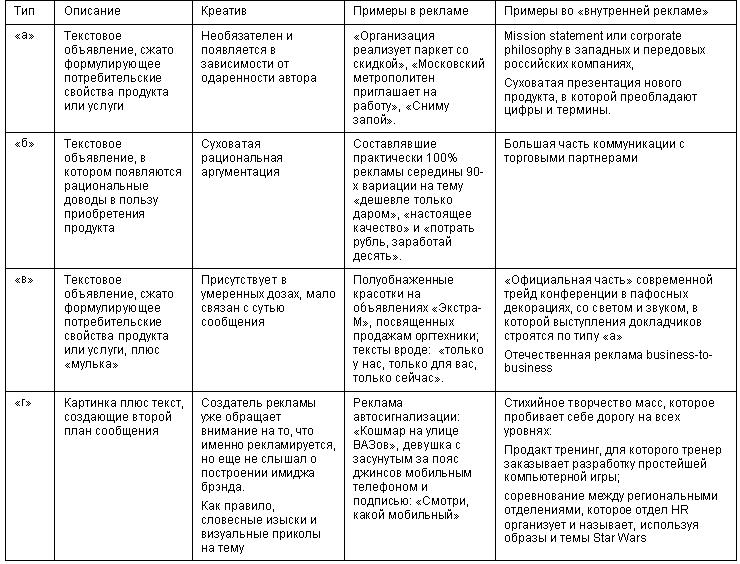 Тип
Описание
Креатив
Примеры в рекламе
Примеры во «внутренней рекламе»
«а»
Текстовое
объявление, сжато
формулирующее
потребительские
свойства продукта
или услуги
Необязателен и
появляется в
зависимости от
одаренности автора
«Организация
реализует паркет со
скидкой», «Московский
метрополитен
приглашает на
работу», «Сниму
запой».
Mission statement или corporate
philosophy в западных и передовых
российских компаниях,
Суховатая презентация нового
продукта, в которой преобладают
цифры и термины.
«б»
Текстовое
объявление, в
котором появляются
рациональные
доводы в пользу
приобретения
продукта
Суховатая
рациональная
аргументация
Составлявшие
практически 100%
рекламы середины 90-
х вариации на тему
«дешевле только
даром», «настоящее
качество» и «потрать
рубль, заработай
десять».
Большая часть коммуникации с
торговыми партнерами
«в»
Текстовое
объявление, сжато
формулирующее
потребительские
свойства продукта
или услуги, плюс
«мулька»
Присутствует в
умеренных дозах, мало
связан с сутью
сообщения
Полуобнаженные
красотки на
объявлениях «Экстра-
М», посвященных
продажам оргтехники;
тексты вроде: «только
у нас, только для вас,
только сейчас».
«Официальная часть» современной
трейд конференции в пафосных
декорациях, со светом и звуком, в
которой выступления докладчиков
строятся по типу «а»
Отечественная реклама business-to-
business
«г»
Картинка плюс текст,
создающие второй
план сообщения
Создатель рекламы
уже обращает
внимание на то, что
именно рекламируется,
но еще не слышал о
построении имиджа
брэнда.
Как правило,
словесные изыски и
визуальные приколы
на тему
Реклама
автосигнализации:
«Кошмар на улице
ВАЗов», девушка с
засунутым за пояс
джинсов мобильным
телефоном и
подписью: «Смотри,
какой мобильный»
Стихийное творчество масс, которое
пробивает себе дорогу на всех
уровнях:
Продакт тренинг, для которого тренер
заказывает разработку простейшей
компьютерной игры;
соревнование между региональными
отделениями, которое отдел HR
организует и называет, используя
образы и темы Star Wars